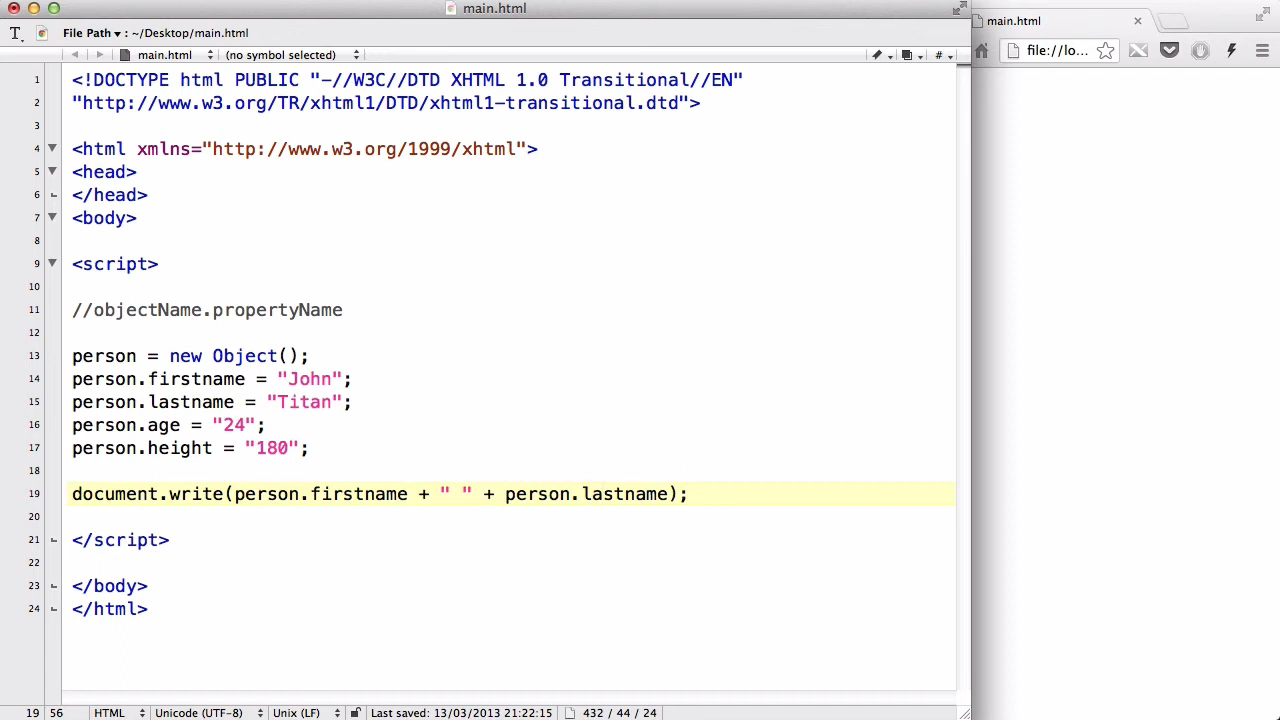 main.html
File Path ▾ : ~/Desktop/main.html
main.html (no symbol selected) #
1 <!DOCTYPE html PUBLIC "-//W3C//DTD XHTML 1.0 Transitional//EN"
2 "http://www.w3.org/TR/xhtml1/DTD/xhtml1-transitional.dtd">
3
4 <html xmlns="http://www.w3.org/1999/xhtml">
5 <head>
6 </head>
7 <body>
8
9 <script>
10
11 //objectName.propertyName
12
13 person = new Object();
14 person.firstname = "John";
15 person.lastname = "Titan";
16 person.age = "24";
17 person.height = "180";
18
19 document.write(person.firstname + " " + person.lastname);
20
21 </script>
22
23 </body>
24 </html>
19 56 HTML Unicode (UTF-8) Unix (LF) Last saved: 13/03/2013 21:22:15 432 / 44 / 24
main.html
file://lo...